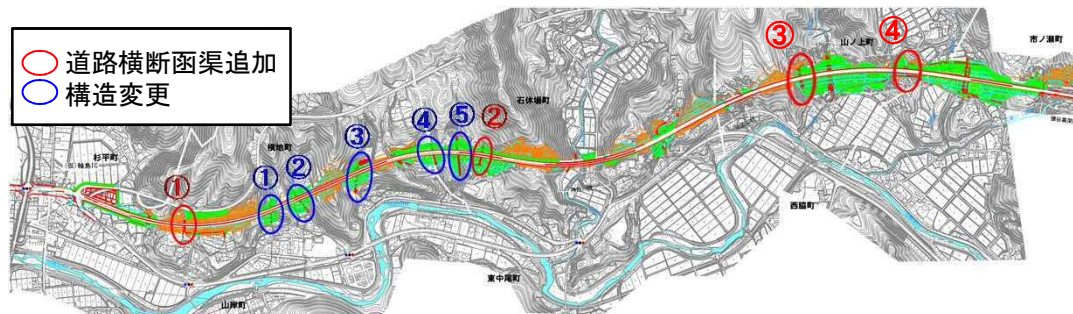 道路横断函渠追加
構造変更
杉平町
①
横地町
①
②
③
④
⑤
②
石休場町
③
山ノ上町
④
市ノ瀬町
西脇町
東中尾町
山岸町